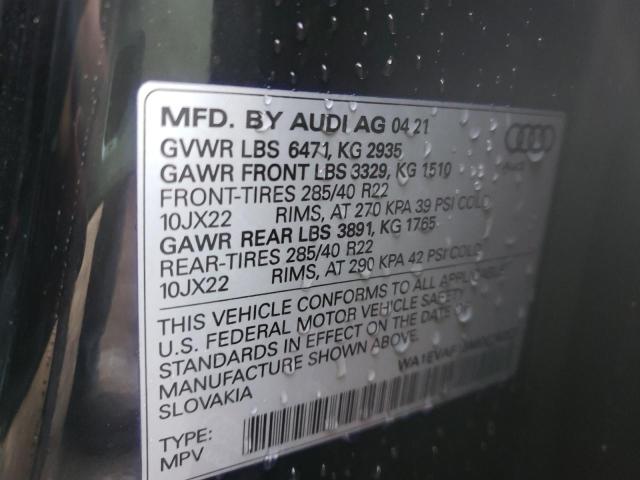 MFD. BY AUDI AG 04 21
GVWR LBS 6471, KG 2935
GAWR FRONT LBS 3329, KG 1510
FRONT-TIRES 285/40 R22
10JX22 RIMS, AT 270 KPA 39 PSI COLD
GAWR REAR LBS 3891, KG 1765
REAR-TIRES 285/40 R22
10JX22 RIMS, AT 290 KPA 42 PSI COLD
THIS VEHICLE CONFORMS TO ALL APPLICABLE
U.S. FEDERAL MOTOR VEHICLE SAFETY
STANDARDS IN EFFECT ON THE DATE OF
MANUFACTURE SHOWN ABOVE.
SLOVAKIA
TYPE:
MPV